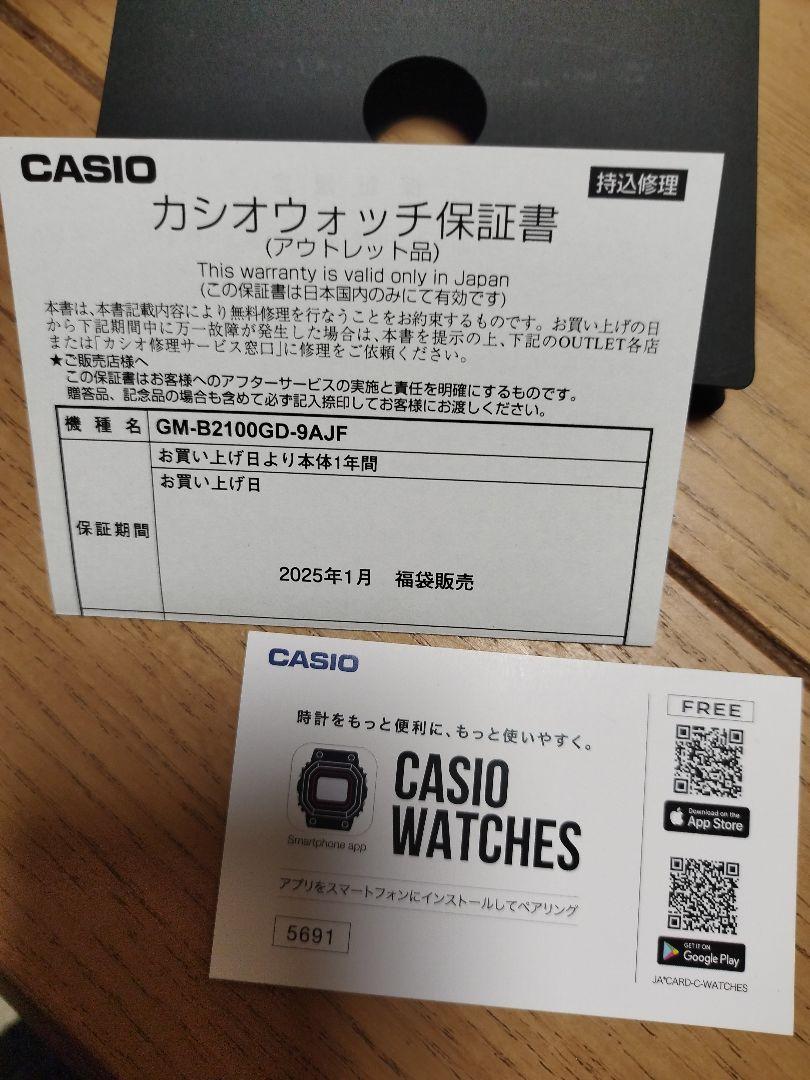 CASIO
持込修理
カシオウォッチ保証書
(アウトレット品)
This warranty is valid only in Japan
(この保証書は日本国内のみにて有効です)
本書は、本書記載内容により無料修理を行なうことをお約束するものです。お買い上げの日
から下記期間中に万一故障が発生した場合は、本書を提示の上、下記のOUTLET各店
または「カシオ修理サービス窓口」に修理をご依頼ください。
★ご販売店様へ
この保証書はお客様へのアフターサービスの実施と責任を明確にするものです。
贈答品、記念品の場合も含めて必ず記入捺印してお客様にお渡しください。
機種名 GM-B2100GD-9AJF
お買い上げ日より本体1年間
お買い上げ日
保証期間
2025年1月 福袋販売
CASIO
時計をもっと便利に、もっと使いやすく。
Smartphone app
CASIO
WATCHES
アプリをスマートフォンにインストールしてペアリング
5691
FREE
Download on the
App Store
GET IT ON
Google Play
JA*CARD-C-WATCHES